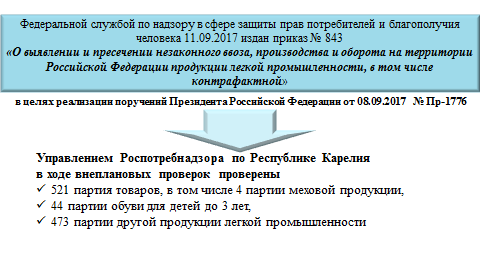 Федеральной службой по надзору в сфере защиты прав потребителей и благополучия
человека 11.09.2017 издан приказ № 843
«О выявлении и пресечении незаконного ввоза, производства и оборота на территории
Российской Федерации продукции легкой промышленности, в том числе
контрафактной»
в целях реализации поручений Президента Российской Федерации от 08.09.2017 № Пр-1776
Управлением Роспотребнадзора по Республике Карелия
в ходе внеплановых проверок проверены
✓ 521 партия товаров, в том числе 4 партии меховой продукции,
✓ 44 партии обуви для детей до 3 лет,
✓ 473 партии другой продукции легкой промышленности